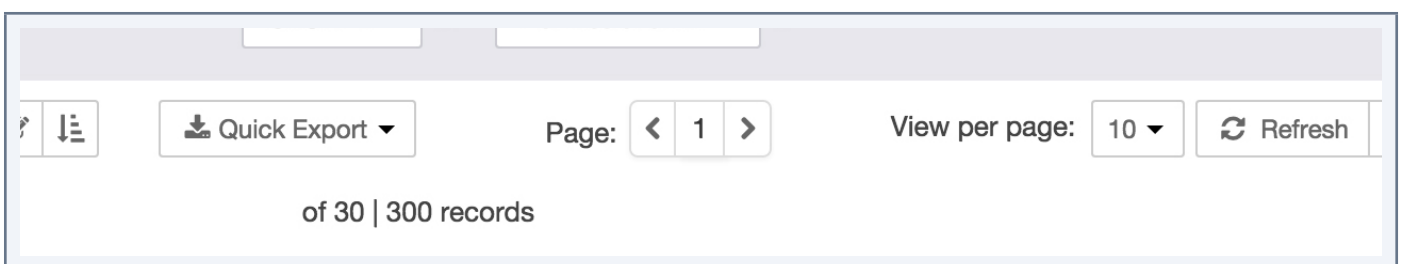 Quick Export
Page: 1
View per page: 10
Refresh
of 30 | 300 records